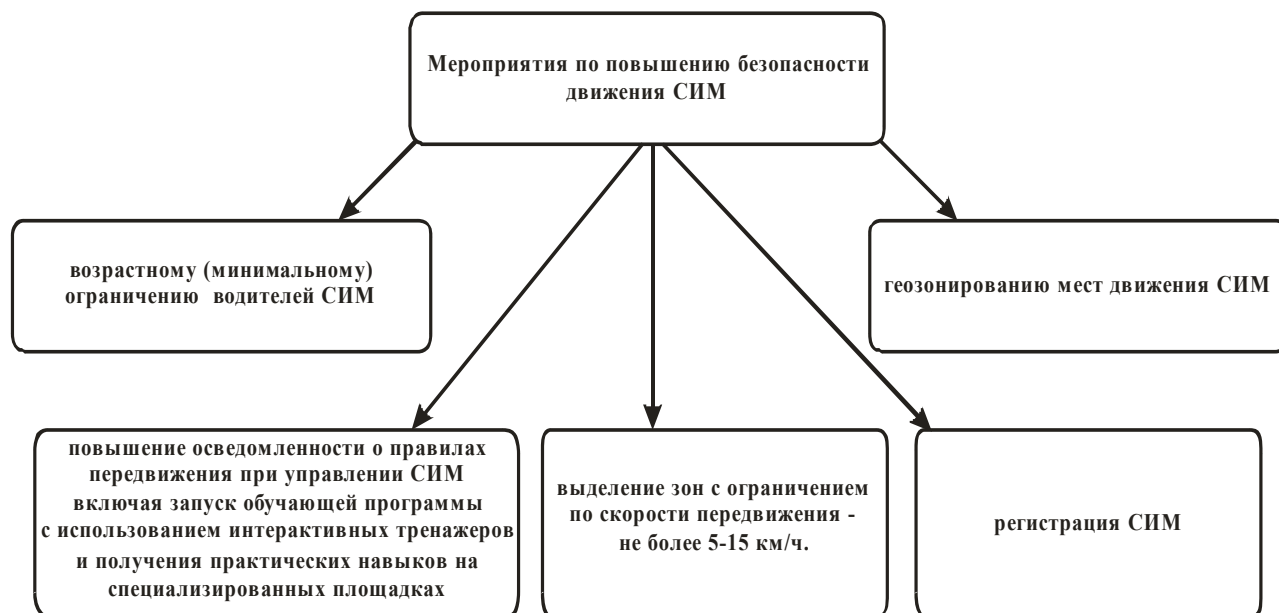 Мероприятия по повышению безопасности
движения СИМ
возрастному (минимальному)
ограничению водителей СИМ
геозонированию мест движения СИМ
повышение осведомленности о правилах
передвижения при управлении СИМ
включая запуск обучающей программы
с использованием интерактивных тренажеров
и получения практических навыков на
специализированных площадках
выделение зон с ограничением
по скорости передвижения -
не более 5-15 км/ч.
регистрация СИМ